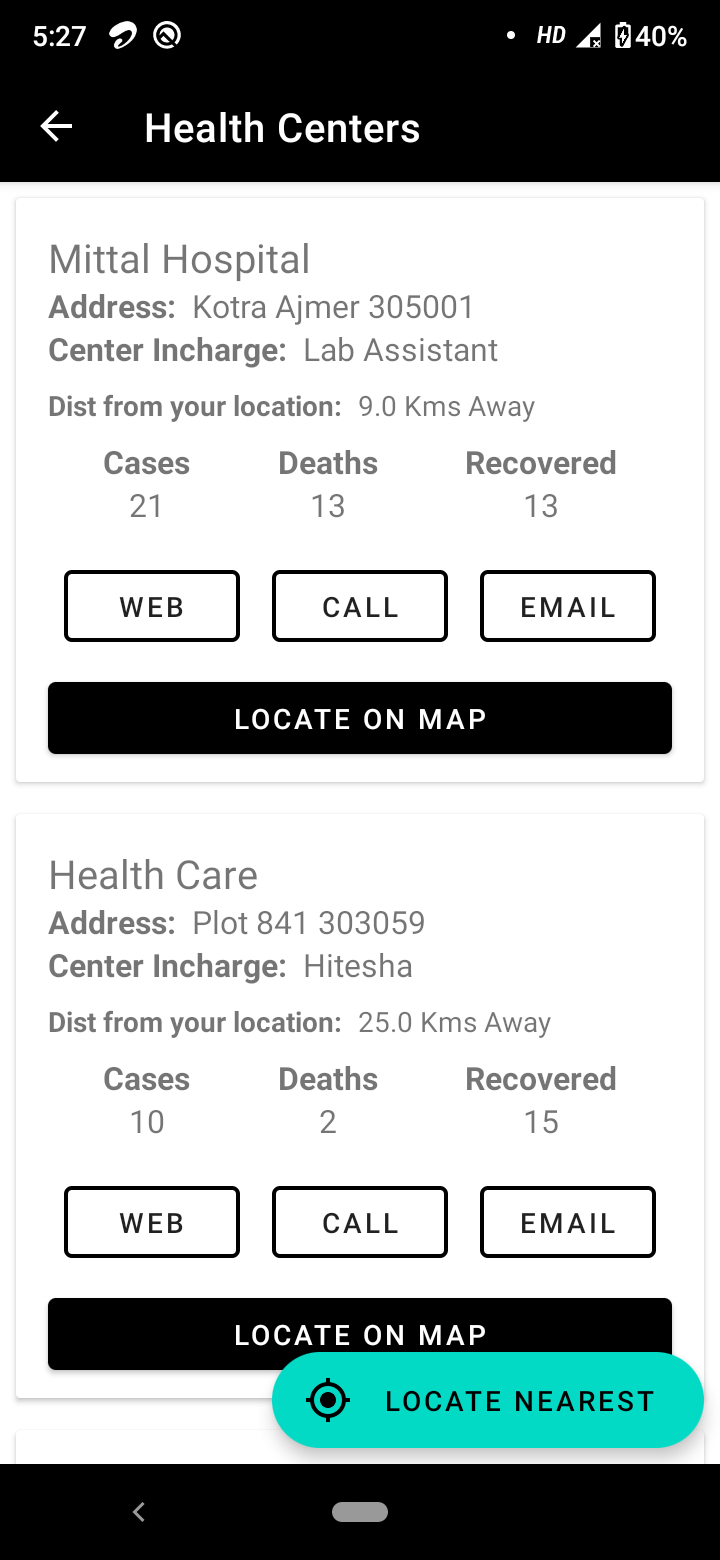 5:27 HD 40%
Health Centers
Mittal Hospital
Address: Kotra Ajmer 305001
Center Incharge: Lab Assistant
Dist from your location: 9.0 Kms Away
Cases Deaths Recovered
21 13 13
WEB CALL EMAIL
LOCATE ON MAP
Health Care
Address: Plot 841 303059
Center Incharge: Hitesha
Dist from your location: 25.0 Kms Away
Cases Deaths Recovered
10 2 15
WEB CALL EMAIL
LOCATE ON MAP
LOCATE NEAREST